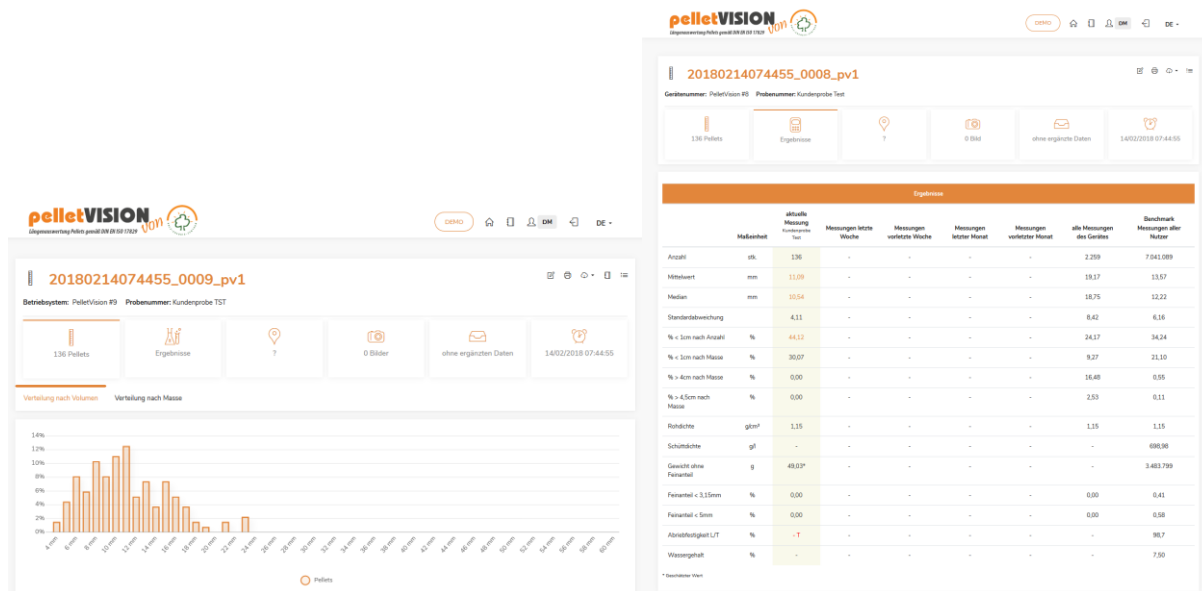 pelletVISION von
Längenauswertung Pellets gemäß DIN EN ISO 17829
DEMO
DM
DE
20180214074455_0009_pv1
Betriebsystem: PelletVision #9 Probenummer: Kundenprobe TST
136 Pellets
Ergebnisse
?
0 Bilder
ohne ergänzten Daten
14/02/2018 07:44:55
Verteilung nach Volumen
Verteilung nach Masse
14%
12%
10%
8%
6%
4%
2%
0%
4 mm
6 mm
8 mm
10 mm
12 mm
14 mm
16 mm
18 mm
20 mm
22 mm
24 mm
26 mm
28 mm
30 mm
32 mm
34 mm
36 mm
38 mm
40 mm
42 mm
44 mm
46 mm
48 mm
50 mm
52 mm
54 mm
56 mm
58 mm
60 mm
Pellets
pelletVISION von
Längenauswertung Pellets gemäß DIN EN ISO 17829
DEMO
DM
DE
20180214074455_0008_pv1
Gerätenummer: PelletVision #8 Probenummer: Kundenprobe Test
136 Pellets
Ergebnisse
?
0 Bild
ohne ergänzte Daten
14/02/2018 07:44:55
Ergebnisse
Maßeinheit
aktuelle
Messung
Kundenprobe
Test
Messungen letzte
Woche
Messungen
vorletzte Woche
Messungen
letzter Monat
Messungen
vorletzter Monat
alle Messungen
des Gerätes
Benchmark
Messungen aller
Nutzer
Anzahl stk. 136 - - - - 2.259 7.041.089
Mittelwert mm 11,09 - - - - 19,17 13,57
Median mm 10,54 - - - - 18,75 12,22
Standardabweichung 4,11 - - - - 8,42 6,16
% < 1cm nach Anzahl % 44,12 - - - - 24,17 34,24
% < 1cm nach Masse % 30,07 - - - - 9,27 21,10
% > 4cm nach Masse % 0,00 - - - - 16,48 0,55
% > 4,5cm nach
Masse % 0,00 - - - - 2,53 0,11
Rohdichte g/cm³ 1,15 - - - - 1,15 1,15
Schüttdichte g/l - - - - - - 698,98
Gewicht ohne
Feinanteil g 49,03* - - - - - 3.483.799
Feinanteil < 3,15mm % 0,00 - - - - 0,00 0,41
Feinanteil < 5mm % 0,00 - - - - 0,00 0,58
Abriebfestigkeit L/T % - T - - - - - 98,7
Wassergehalt % - - - - - - 7,50
* Geschätzter Wert